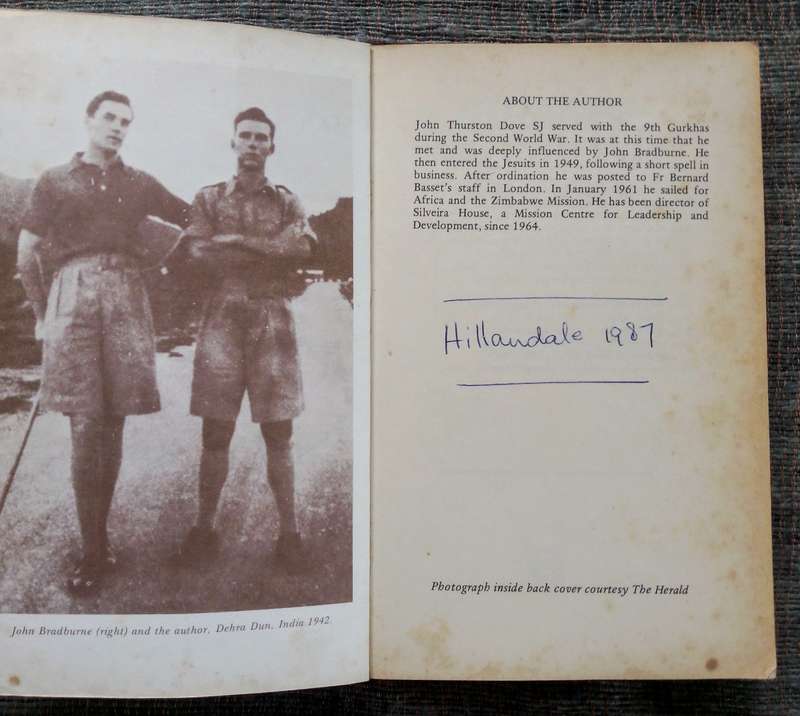 John Bradburne (right) and the author. Dehra Dun. India 1942.
ABOUT THE AUTHOR
John Thurston Dove SJ served with the 9th Gurkhas
during the Second World War. It was at this time that he
met and was deeply influenced by John Bradburne. He
then entered the Jesuits in 1949, following a short spell in
business. After ordination he was posted to Fr Bernard
Basset's staff in London. In January 1961 he sailed for
Africa and the Zimbabwe Mission. He has been director of
Silveira House, a Mission Centre for Leadership and
Development, since 1964.
Hillandale 1987
Photograph inside back cover courtesy The Herald